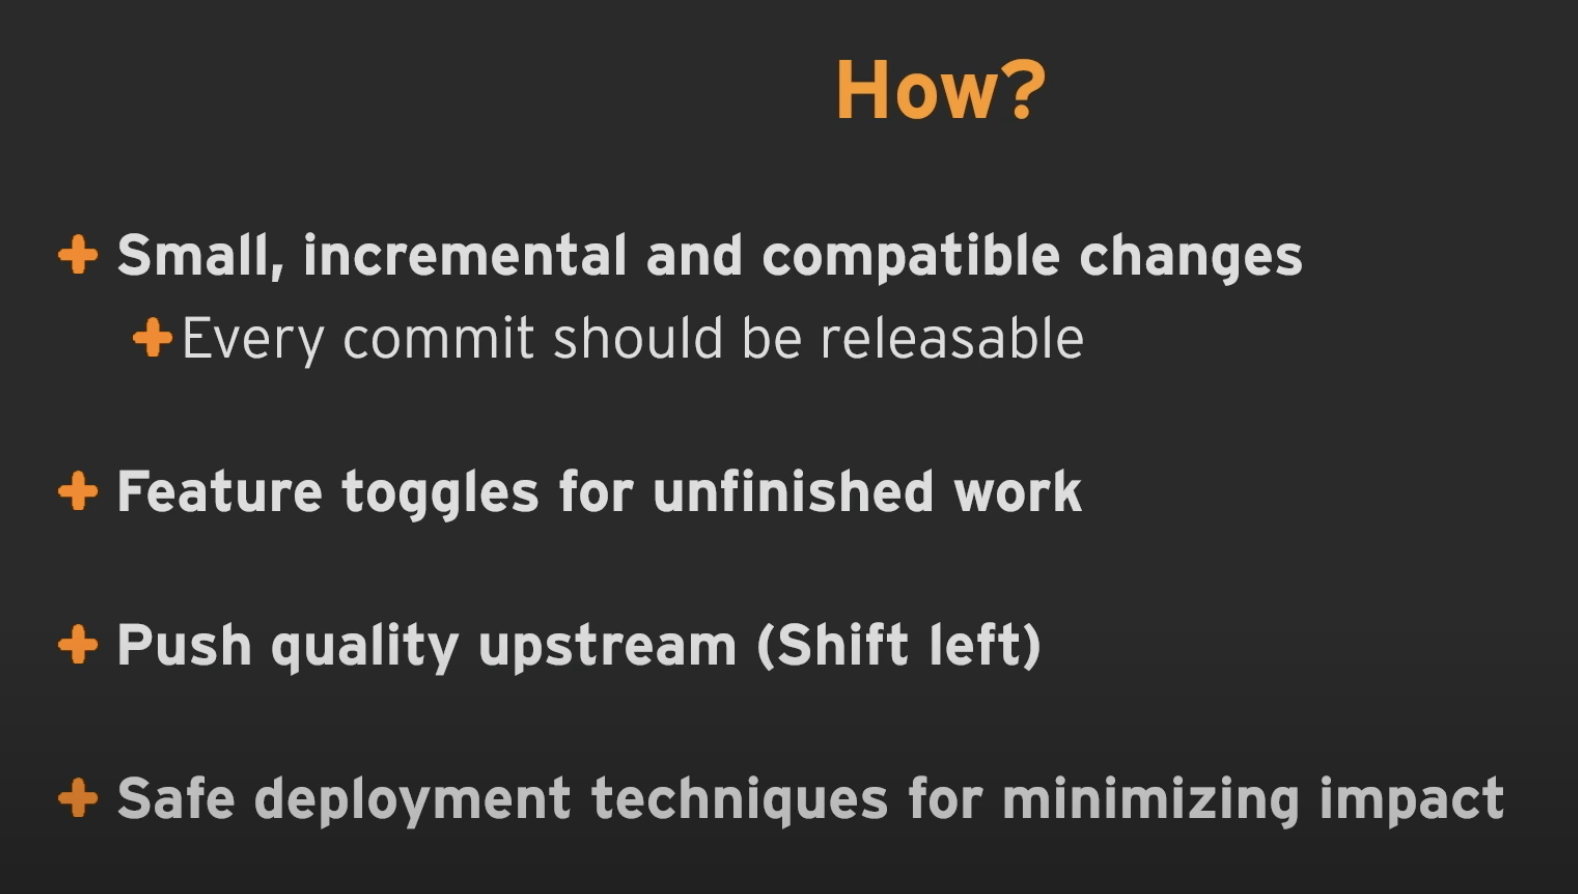 How?
Small, incremental and compatible changes
Every commit should be releasable
Feature toggles for unfinished work
Push quality upstream (Shift left)
Safe deployment techniques for minimizing impact